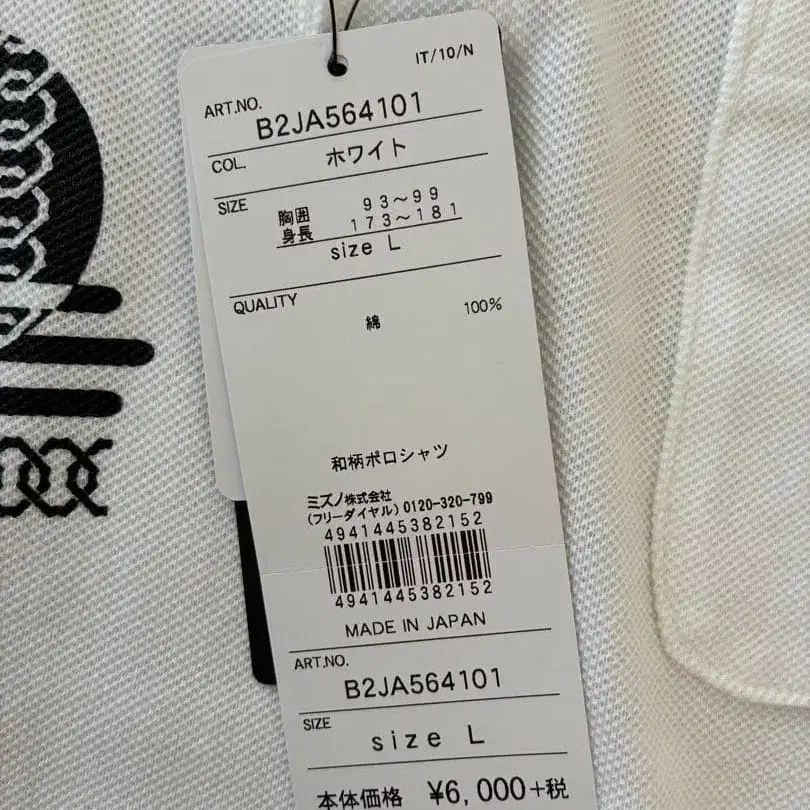 IT/10/N
ART.NO.
B2JA564101
COL. ホワイト
SIZE
胸囲 93～99
身長 173～181
size L
QUALITY
綿 100%
和柄ポロシャツ
ミズノ株式会社
(フリーダイヤル) 0120-320-799
4941445382152
4941445382152
MADE IN JAPAN
ART.NO.
B2JA564101
SIZE
size L
本体価格 ¥6,000+税